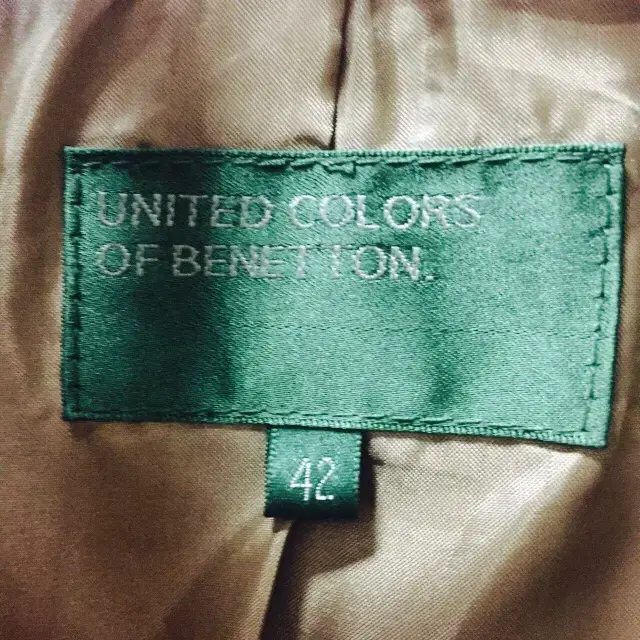 UNITED COLORS
OF BENETTON.
42